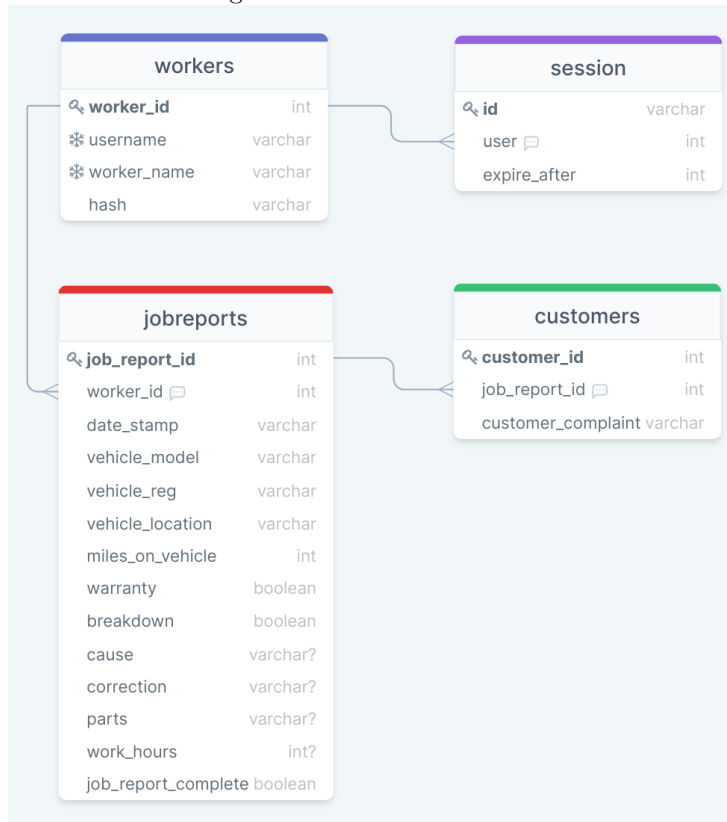 workers
worker_id int
username varchar
worker_name varchar
hash varchar
session
id varchar
user int
expire_after int
jobreports
job_report_id int
worker_id int
date_stamp varchar
vehicle_model varchar
vehicle_reg varchar
vehicle_location varchar
miles_on_vehicle int
warranty boolean
breakdown boolean
cause varchar?
correction varchar?
parts varchar?
work_hours int?
job_report_complete boolean
customers
customer_id int
job_report_id int
customer_complaint varchar